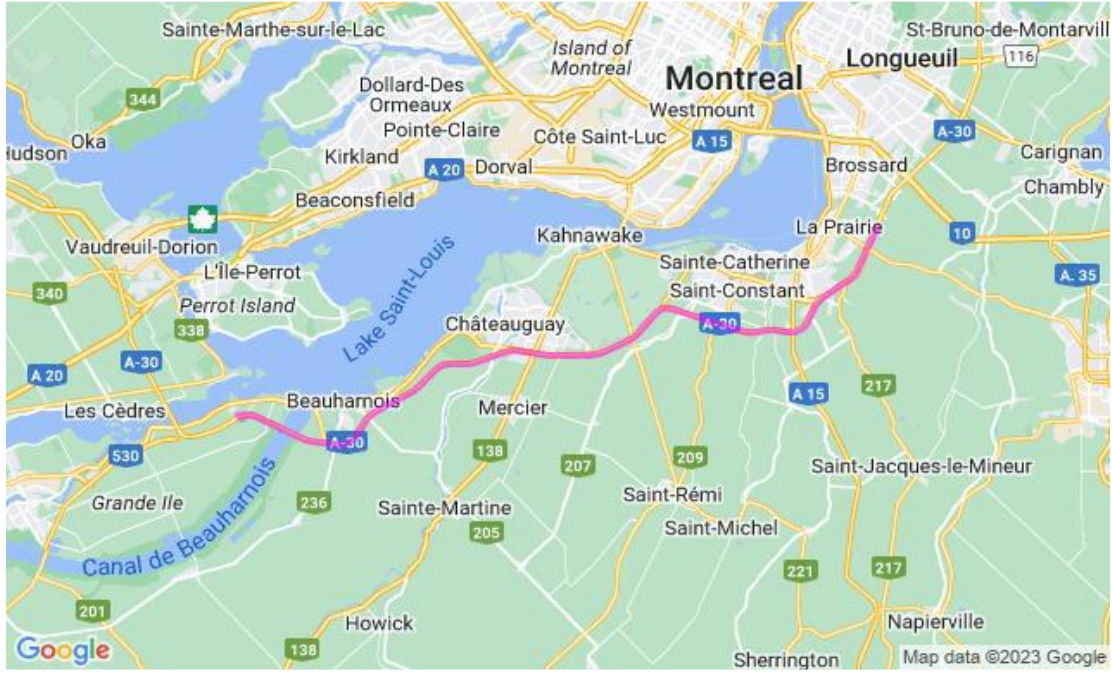 Sainte-Marthe-sur-le-Lac
St-Bruno-de-Montarvill
Island of
Montreal
Longueuil
116
Montreal
Dollard-Des
Ormeaux
344
Westmount
Pointe-Claire
Côte Saint-Luc
A 15
A-30
Oka
Hudson
Kirkland
A 20
Dorval
Brossard
Carignan
Chambly
Beaconsfield
La Prairie
Vaudreuil-Dorion
Kahnawake
10
L'Île-Perrot
Sainte-Catherine
A. 35
340
Perrot Island
Saint-Constant
Lake Saint-Louis
338
Châteauguay
A-30
A-30
A 20
217
A 15
Les Cèdres
Beauharnois
Mercier
A-30
530
138
209
207
Saint-Jacques-le-Mineur
Grande Ile
236
Sainte-Martine
Saint-Rémi
Saint-Michel
205
Canal de Beauharnois
221
217
201
Howick
Napierville
138
Google
Sherrington
Map data ©2023 Google